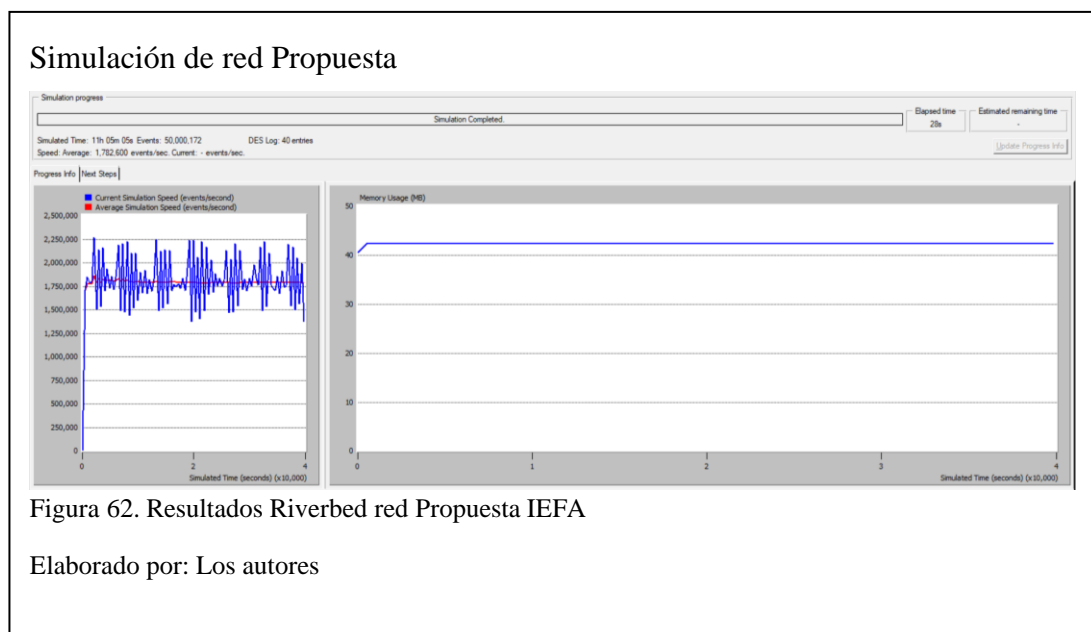 Simulación de red Propuesta
Simulation progress
Simulation Completed.
Elapsed time
28s
Estimated remaining time
-
Simulated Time: 11h 05m 05s Events: 50,000,172 DES Log: 40 entries
Speed: Average: 1,782,600 events/sec. Current: - events/sec.
Update Progress Info
Progress Info Next Steps
Current Simulation Speed (events/second)
Average Simulation Speed (events/second)
2,500,000
2,250,000
2,000,000
1,750,000
1,500,000
1,250,000
1,000,000
750,000
500,000
250,000
0
0 2 4
Simulated Time (seconds) (x10,000)
Memory Usage (MB)
50
40
30
20
10
0
0 1 2 3 4
Simulated Time (seconds) (x10,000)
Figura 62. Resultados Riverbed red Propuesta IEFA
Elaborado por: Los autores